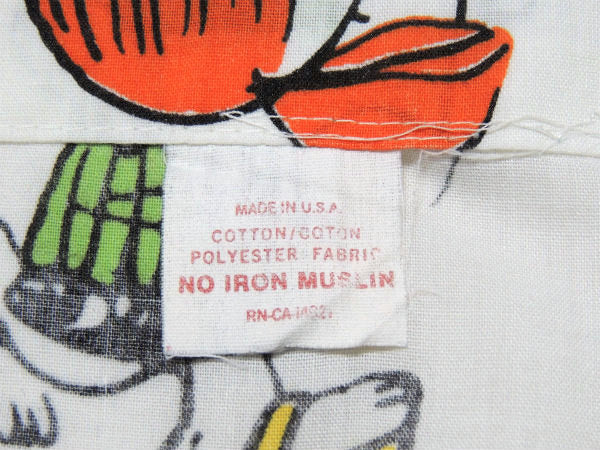 MADE IN U.S.A.
COTTON/COTON
POLYESTER FABRIC
NO IRON MUSLIN